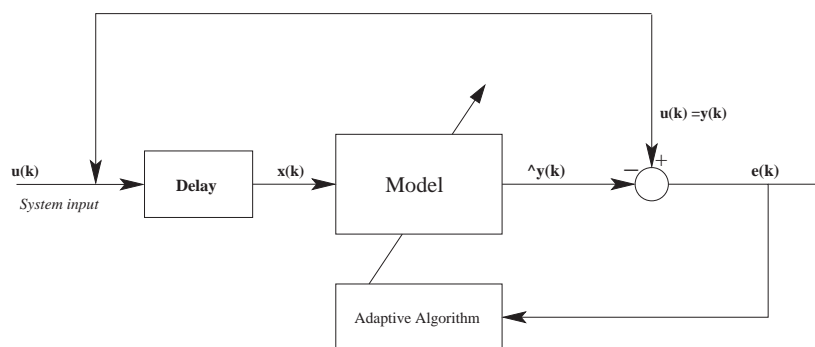 u(k) =y(k)
u(k)
System input
Delay
x(k)
Model
^y(k)
− +
e(k)
Adaptive Algorithm